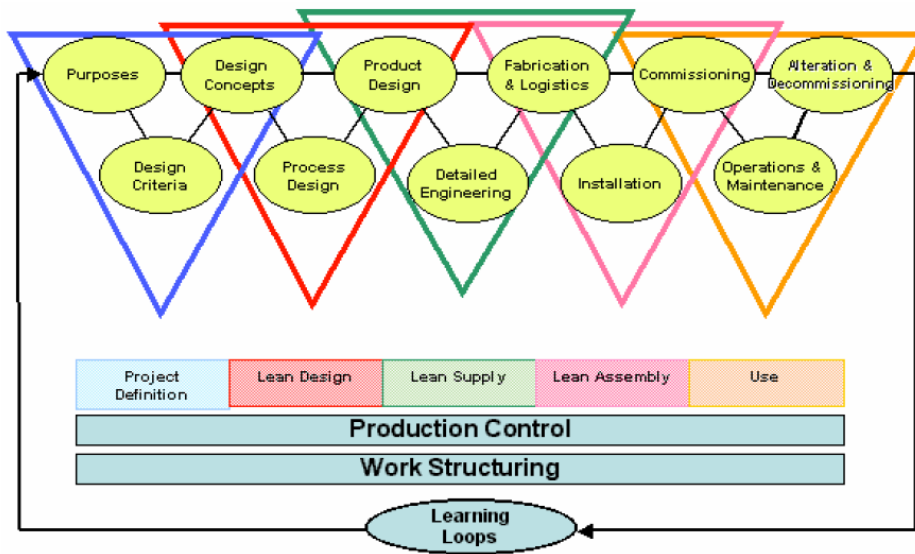 Purposes
Design
Concepts
Product
Design
Fabrication
& Logistics
Commissioning
Alteration &
Decommissioning
Design
Criteria
Process
Design
Detailed
Engineering
Installation
Operations &
Maintenance
Project
Definition
Lean Design
Lean Supply
Lean Assembly
Use
Production Control
Work Structuring
Learning
Loops